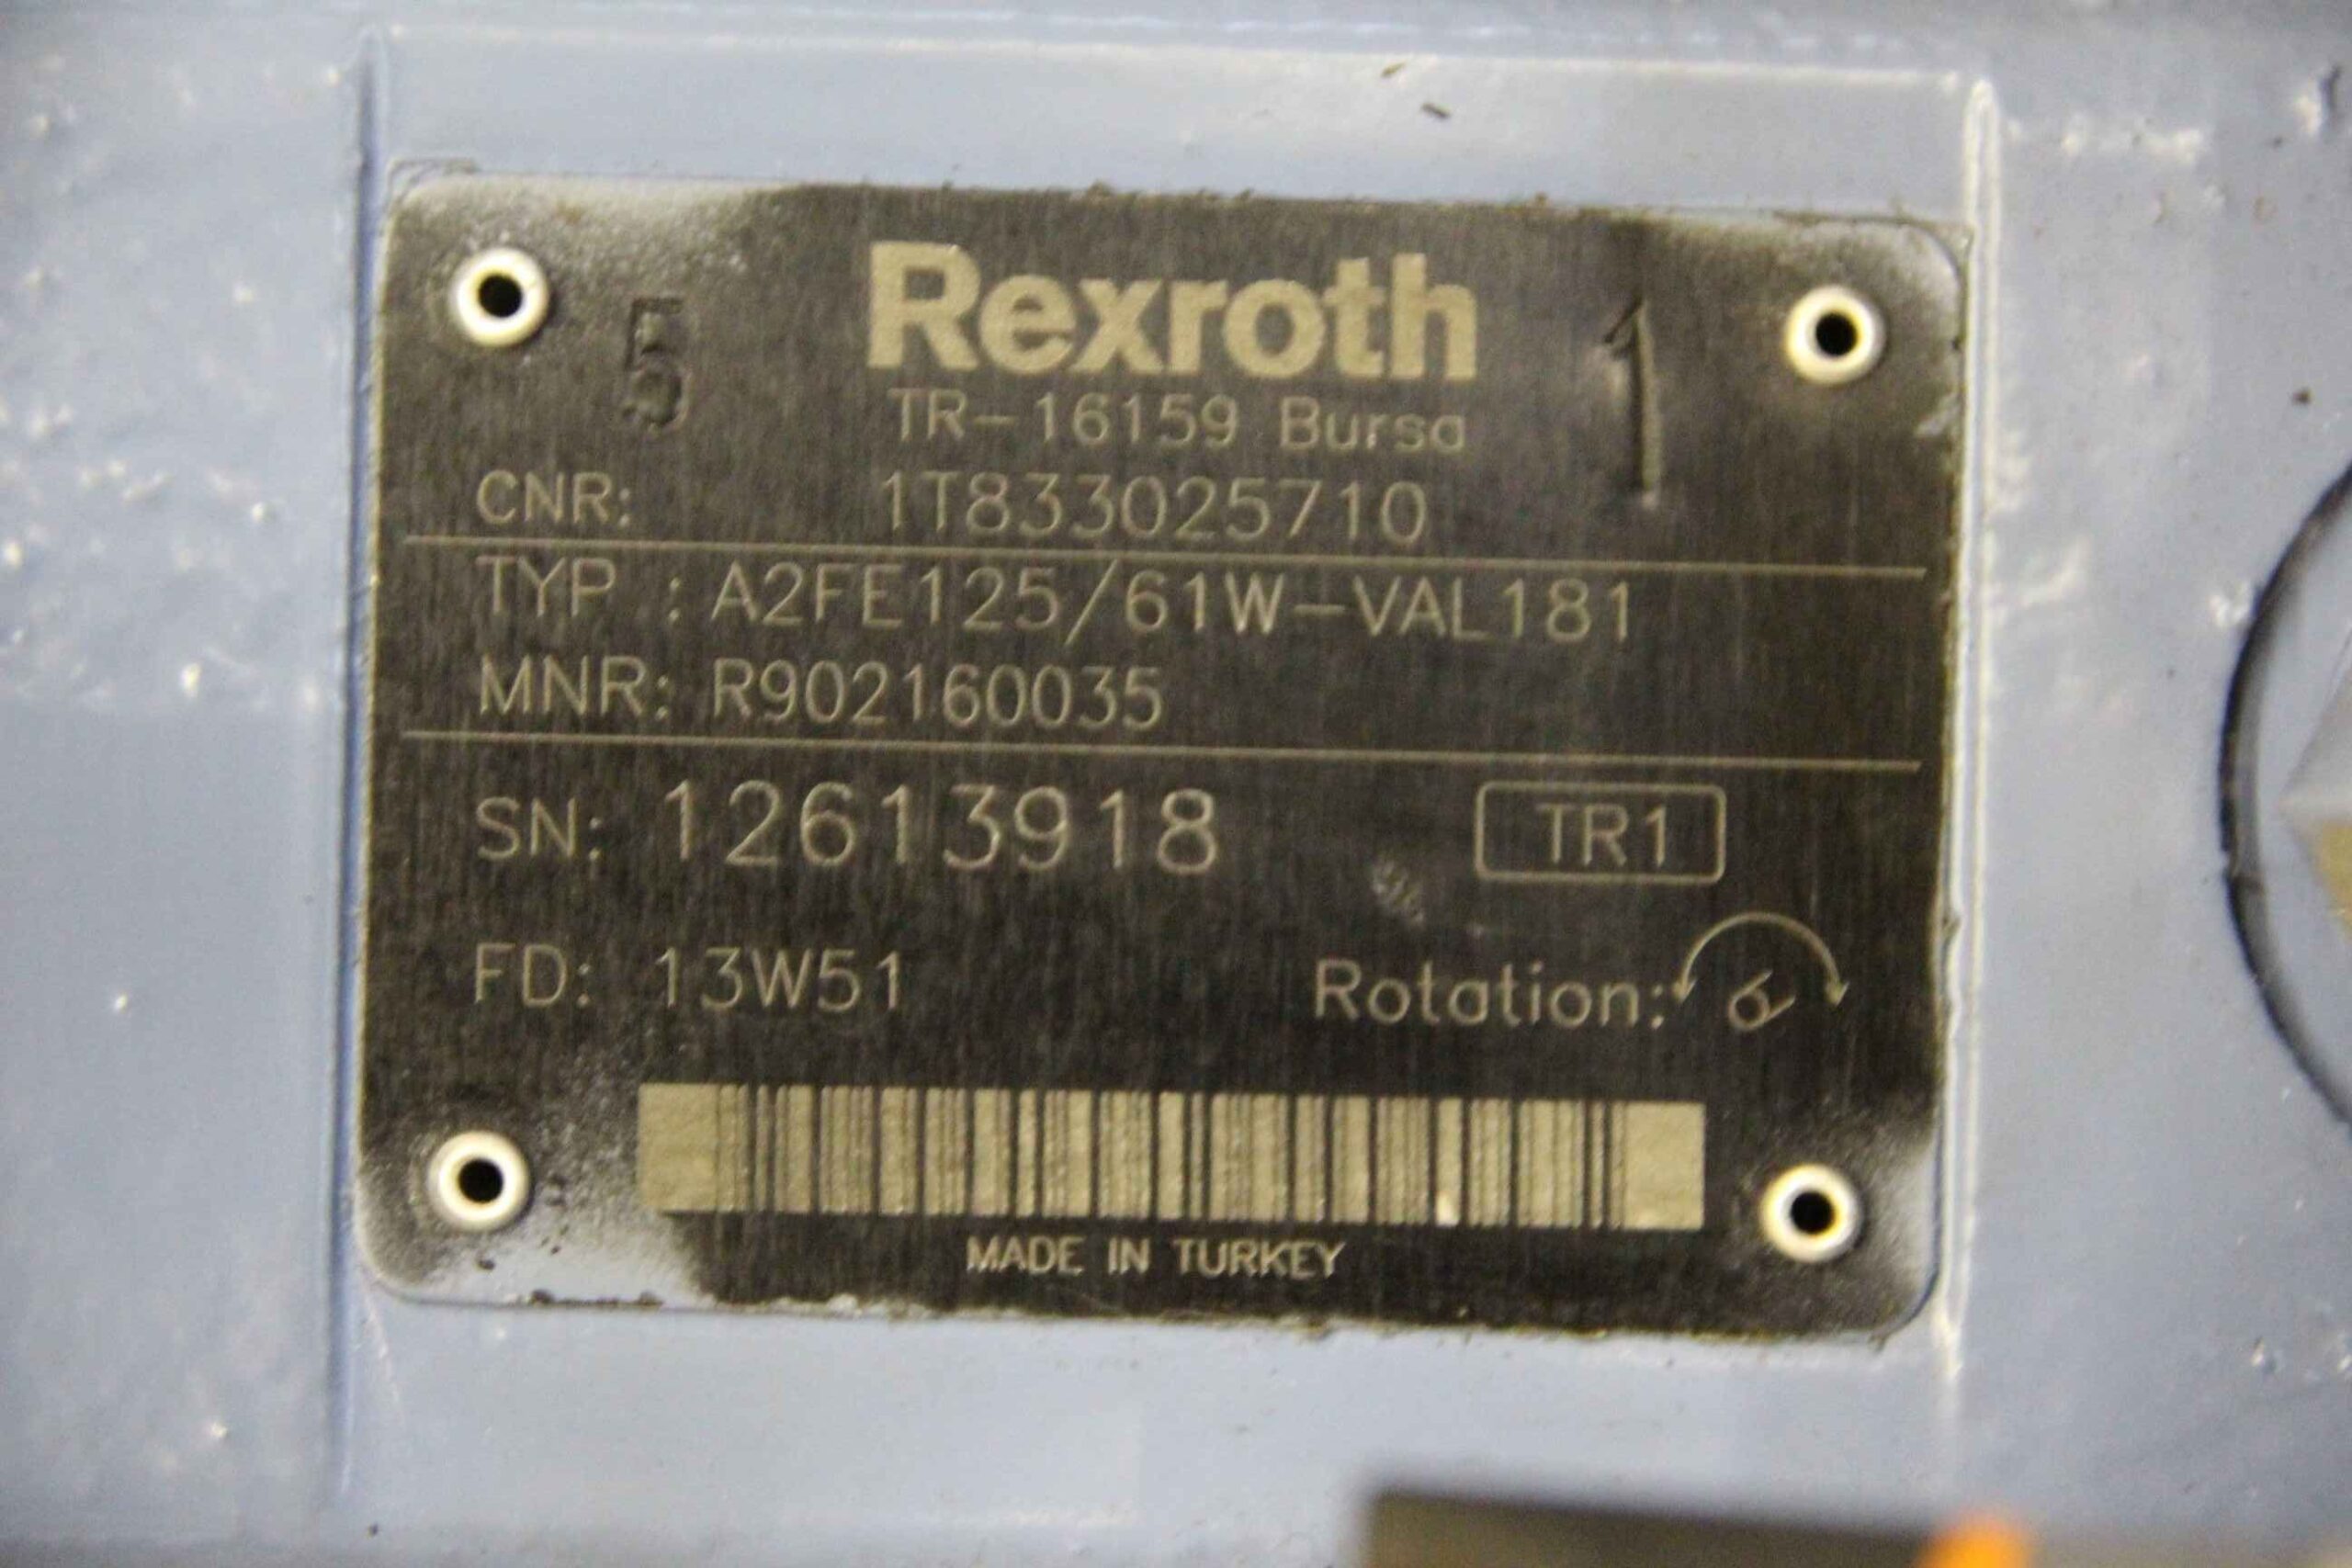 Rexroth
5
1
TR-16159 Bursa
CNR: 1T833025710
TYP : A2FE125/61W-VAL181
MNR: R902160035
SN: 12613918 TR1
FD: 13W51 Rotation:
MADE IN TURKEY